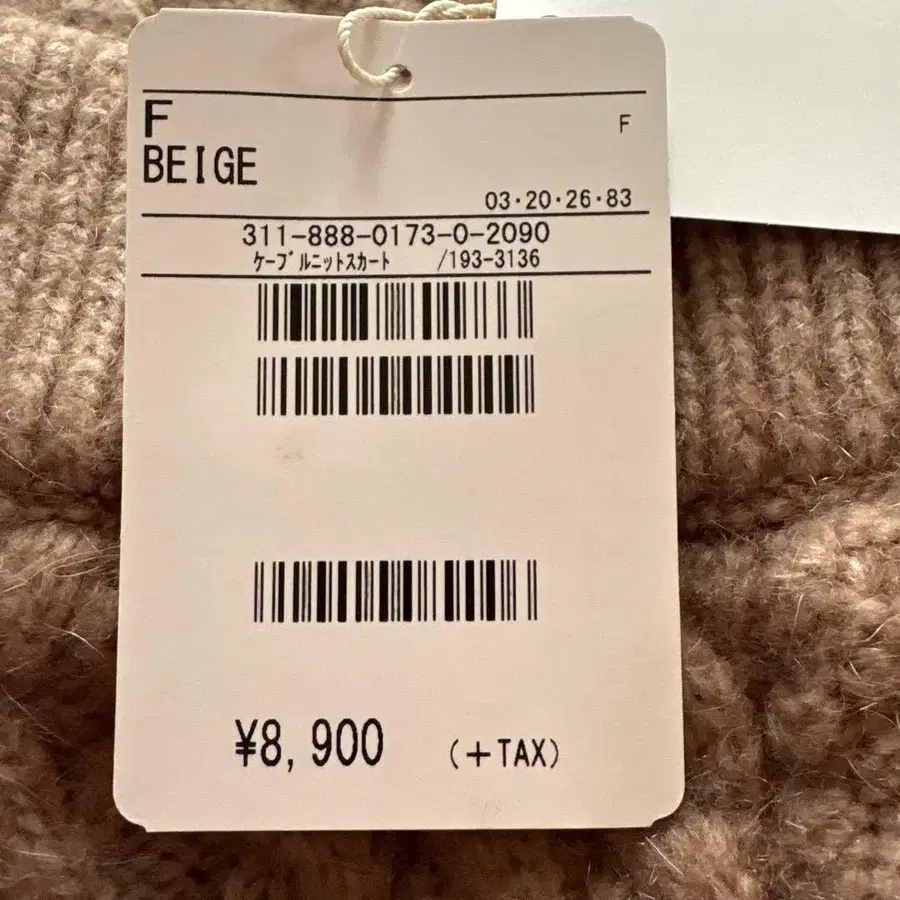 F F
BEIGE
03·20·26·83
311-888-0173-0-2090
ｹｰﾌﾞﾙﾆｯﾄｽｶｰﾄ /193-3136
¥8,900 (+TAX)